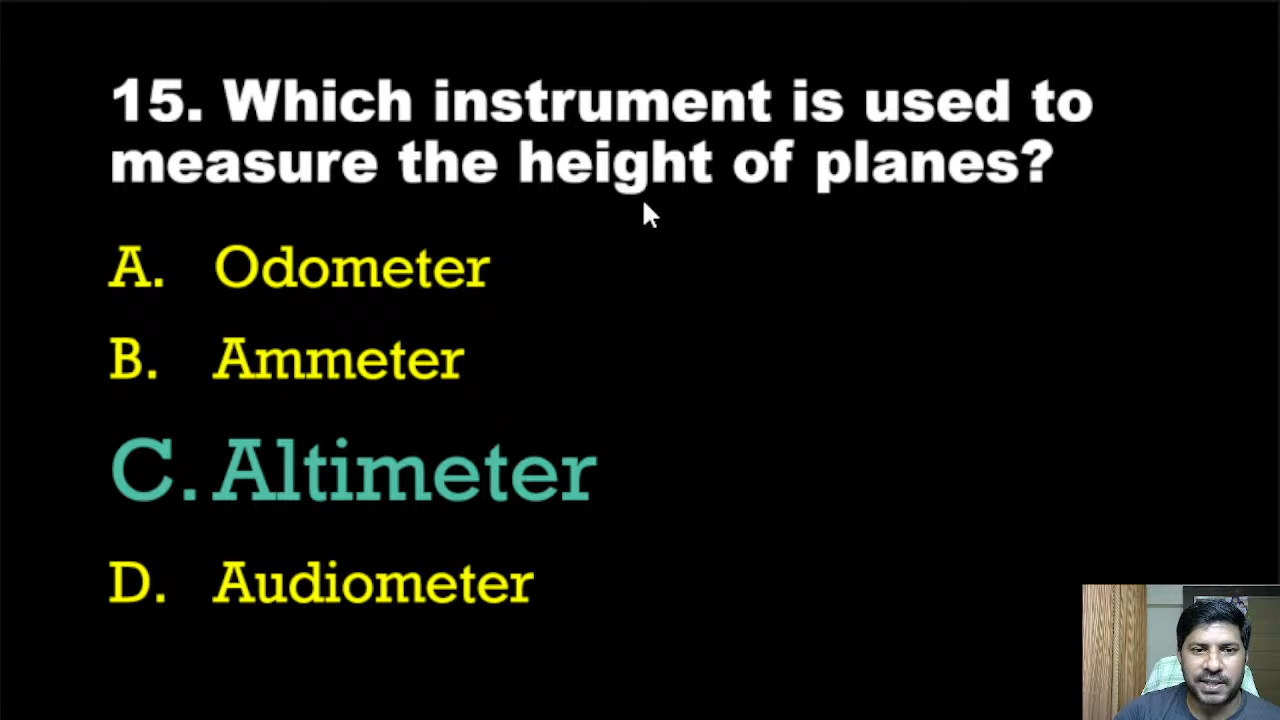 15. Which instrument is used to
measure the height of planes?
A. Odometer
B. Ammeter
C. Altimeter
D. Audiometer